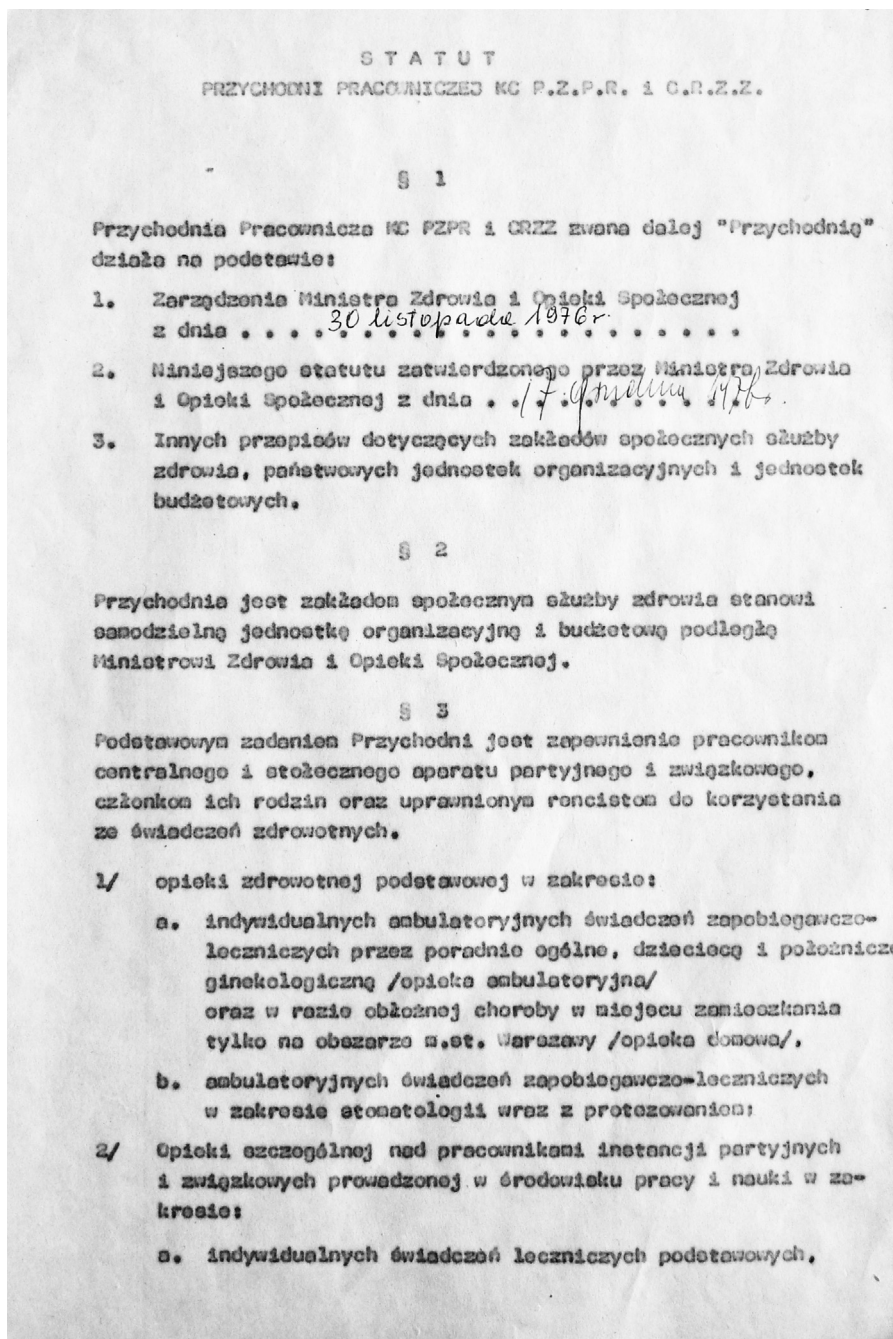 S T A T U T
PRZYCHODNI PRACOWNICZEJ KC P.Z.P.R. i C.R.Z.Z.
§ 1
Przychodnia Pracownicza KC PZPR i CRZZ zwana dalej "Przychodnią"
działa na podstawie:
1. Zarządzenia Ministra Zdrowia i Opieki Społecznej
z dnia . . . . 30 listopada 1976 r.
2. Niniejszego statutu zatwierdzonego przez Ministra Zdrowia
i Opieki Społecznej z dnia . . 17 grudnia 1976 r.
3. Innych przepisów dotyczących zakładów społecznych służby
zdrowia, państwowych jednostek organizacyjnych i jednostek
budżetowych.
§ 2
Przychodnia jest zakładem społecznym służby zdrowia stanowi
samodzielną jednostkę organizacyjną i budżetową podległą
Ministrowi Zdrowia i Opieki Społecznej.
§ 3
Podstawowym zadaniem Przychodni jest zapewnienie pracownikom
centralnego i stołecznego aparatu partyjnego i związkowego,
członkom ich rodzin oraz uprawnionym rencistom do korzystania
ze świadczeń zdrowotnych.
1/ opieki zdrowotnej podstawowej w zakresie:
a. indywidualnych ambulatoryjnych świadczeń zapobiegawczo-
leczniczych przez poradnie ogólne, dziecięcą i położnicze
ginekologiczną /opieka ambulatoryjna/
oraz w razie obłożnej choroby w miejscu zamieszkania
tylko na obszarze m.st. Warszawy /opieka domowa/.
b. ambulatoryjnych świadczeń zapobiegawczo-leczniczych
w zakresie stomatologii wraz z protezowaniem;
2/ Opieki szczególnej nad pracownikami instancji partyjnych
i związkowych prowadzonej w środowisku pracy i nauki w za-
kresie:
a. indywidualnych świadczeń leczniczych podstawowych,